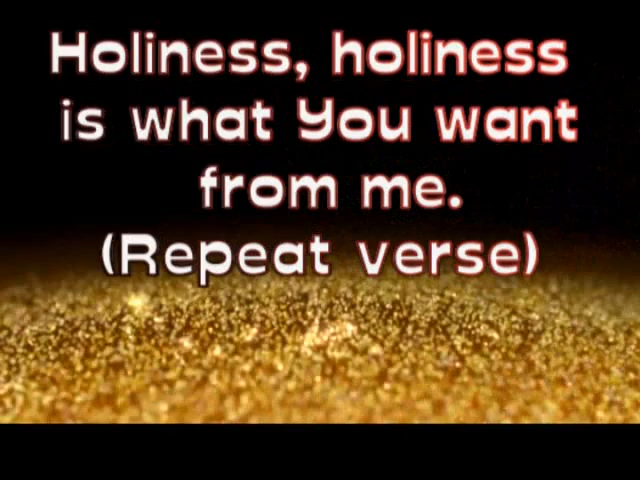 Holiness, holiness
is what You want
from me.
(Repeat verse)